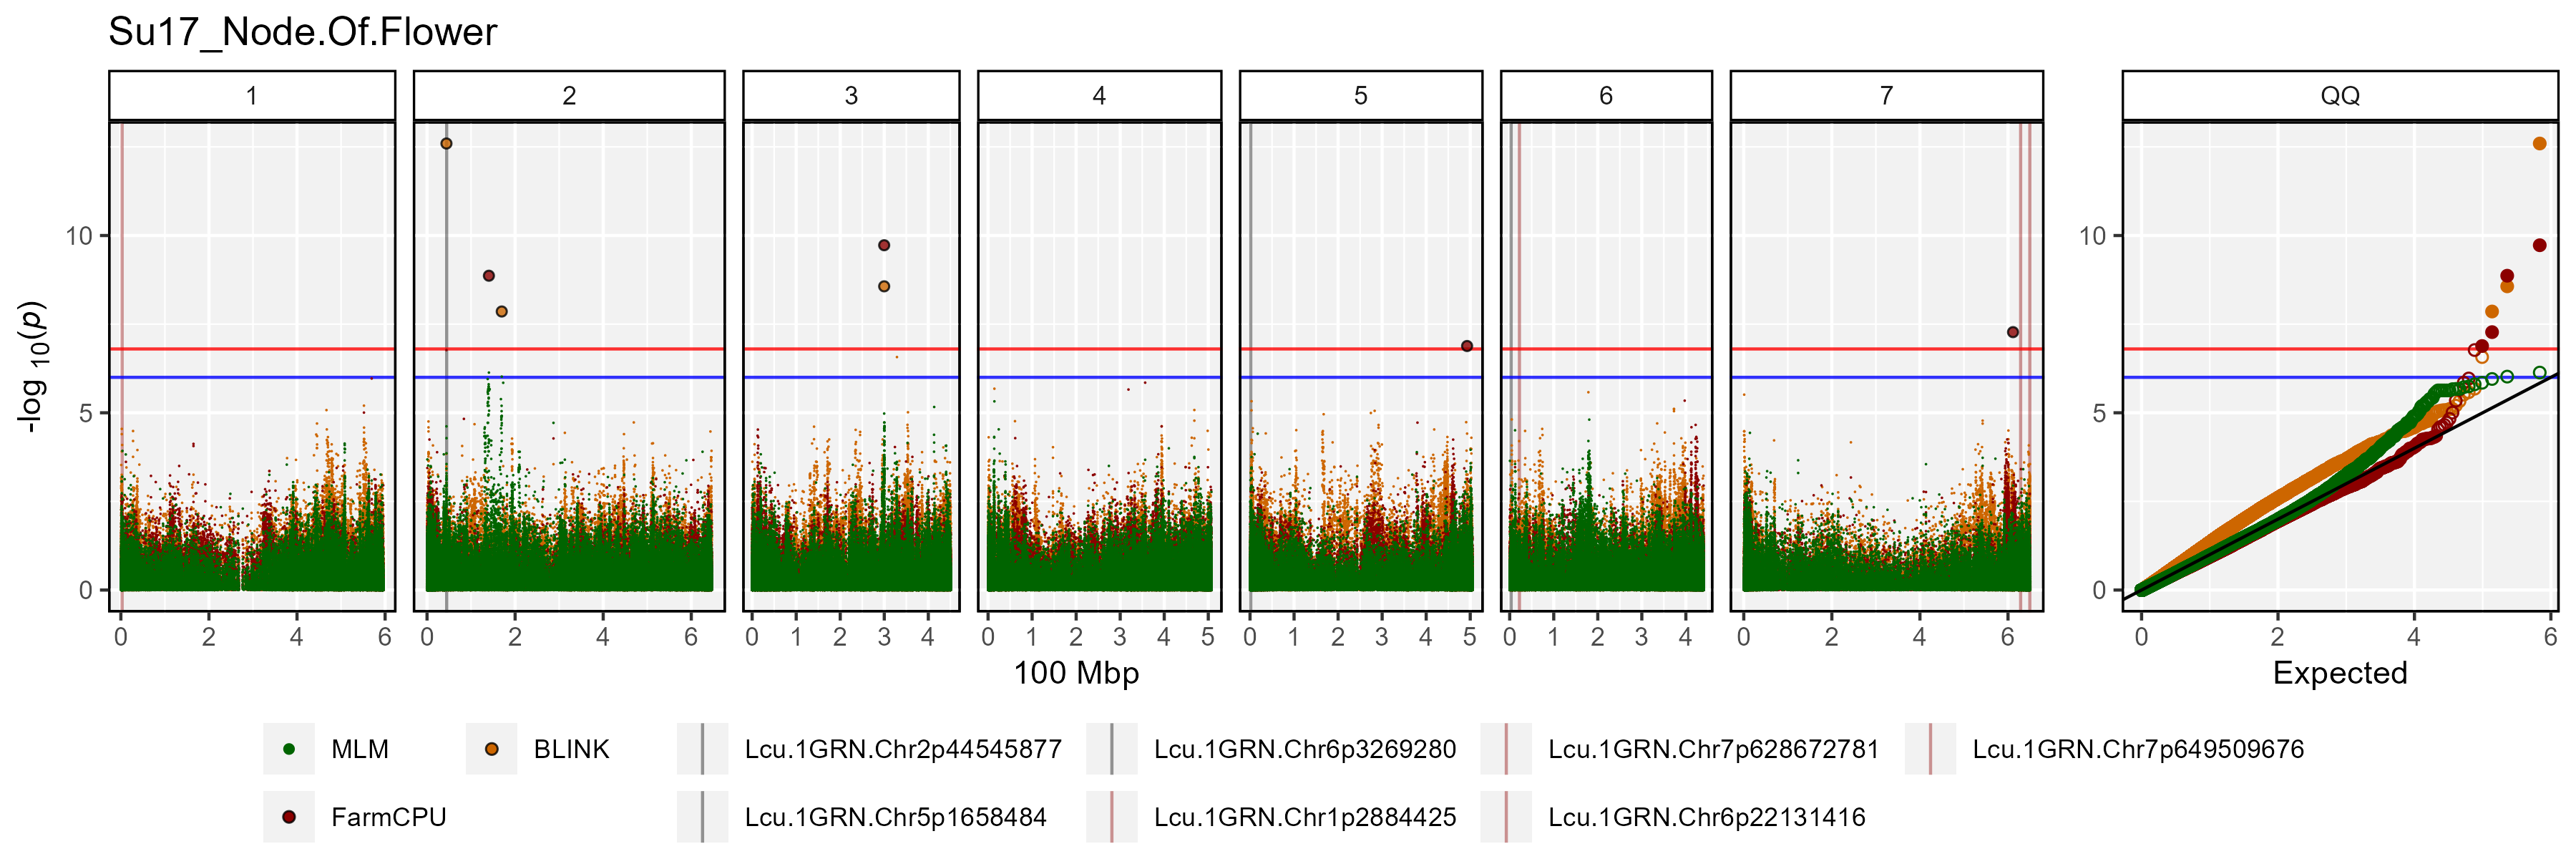 Su17_Node.Of.Flower
1 2 3 4 5 6 7 QQ
-log 10(p)
10
5
0
10
5
0
0 2 4 6 0 2 4 6 0 1 2 3 4 0 1 2 3 4 5 0 1 2 3 4 5 0 1 2 3 4 0 2 4 6 0 2 4 6
100 Mbp Expected
MLM BLINK Lcu.1GRN.Chr2p44545877 Lcu.1GRN.Chr6p3269280 Lcu.1GRN.Chr7p628672781 Lcu.1GRN.Chr7p649509676
FarmCPU Lcu.1GRN.Chr5p1658484 Lcu.1GRN.Chr1p2884425 Lcu.1GRN.Chr6p22131416